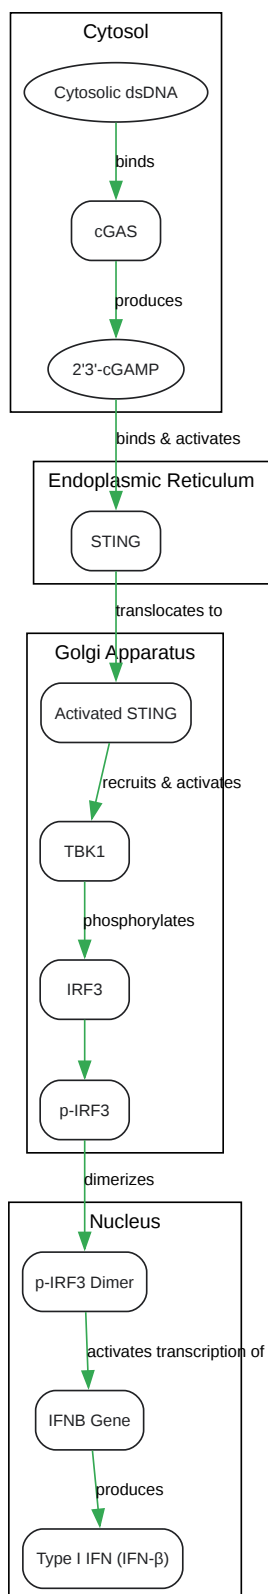 Cytosol
Cytosolic dsDNA
binds
cGAS
produces
2'3'-cGAMP
binds & activates
Endoplasmic Reticulum
STING
translocates to
Golgi Apparatus
Activated STING
recruits & activates
TBK1
phosphorylates
IRF3
p-IRF3
dimerizes
Nucleus
p-IRF3 Dimer
activates transcription of
IFNB Gene
produces
Type I IFN (IFN-β)